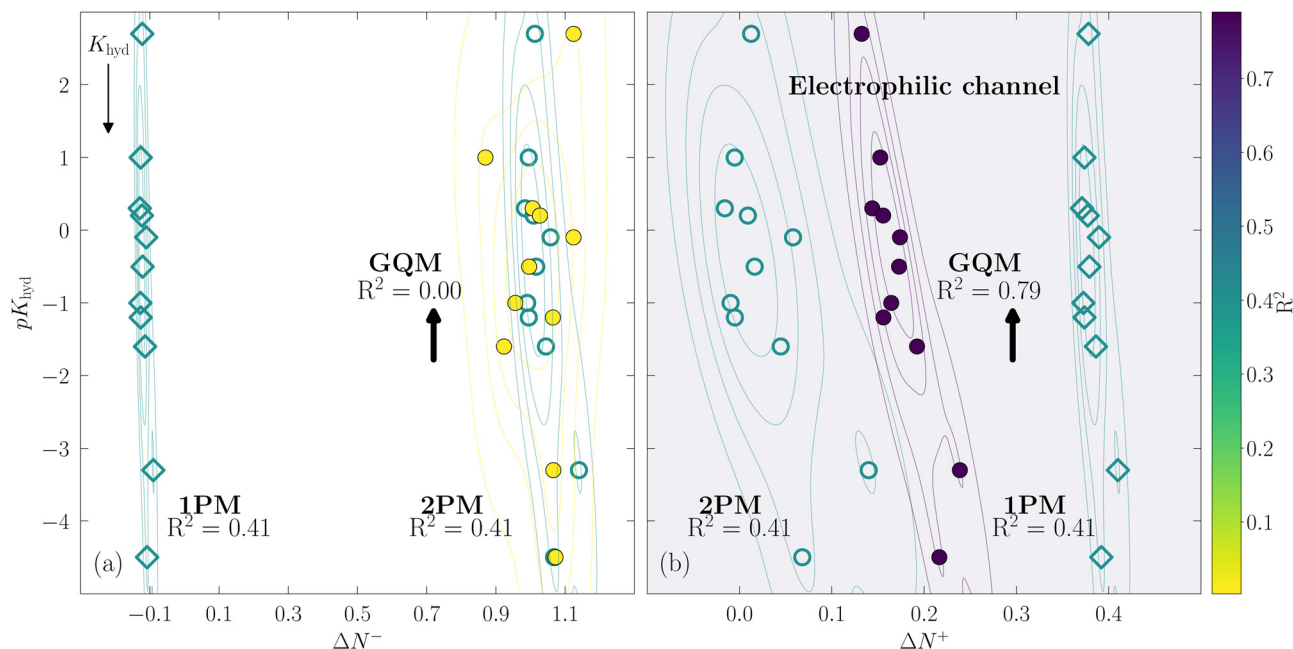 K_hyd
Electrophilic channel
2
1
0
−1
−2
−3
−4
pK_hyd
GQM
R² = 0.00
GQM
R² = 0.79
1PM
R² = 0.41
2PM
R² = 0.41
2PM
R² = 0.41
1PM
R² = 0.41
(a)
(b)
−0.1 0.1 0.3 0.5 0.7 0.9 1.1
ΔN⁻
0.0 0.1 0.2 0.3 0.4
ΔN⁺
0.7
0.6
0.5
0.4
0.3
0.2
0.1
R²